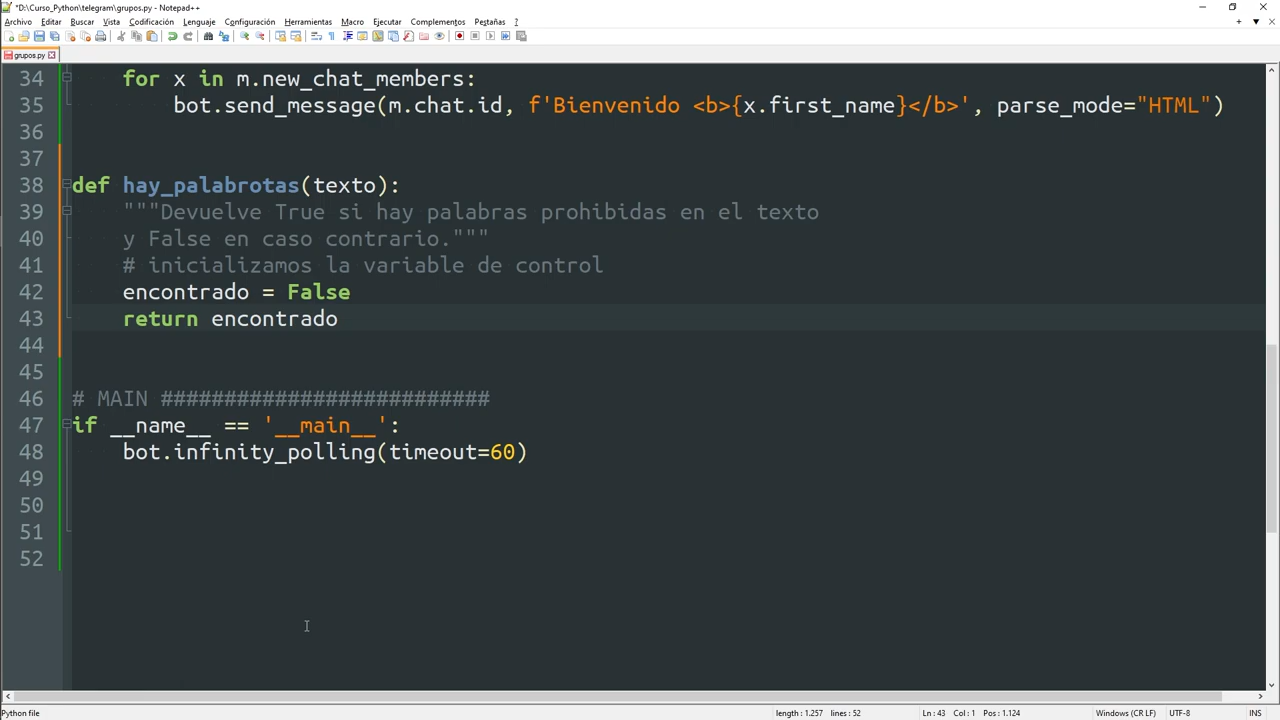 *D:\Curso_Python\telegram\grupos.py - Notepad++
Archivo Editar Buscar Vista Codificación Lenguaje Configuración Herramientas Macro Ejecutar Complementos Pestañas ?
grupos.py
34 for x in m.new_chat_members:
35 bot.send_message(m.chat.id, f'Bienvenido <b>{x.first_name}</b>', parse_mode="HTML")
36
37
38 def hay_palabrotas(texto):
39 """Devuelve True si hay palabras prohibidas en el texto
40 y False en caso contrario."""
41 # inicializamos la variable de control
42 encontrado = False
43 return encontrado
44
45
46 # MAIN ##########################
47 if __name__ == '__main__':
48 bot.infinity_polling(timeout=60)
49
50
51
52
Python file length : 1.257 lines : 52 Ln : 43 Col : 1 Pos : 1.124 Windows (CR LF) UTF-8 INS